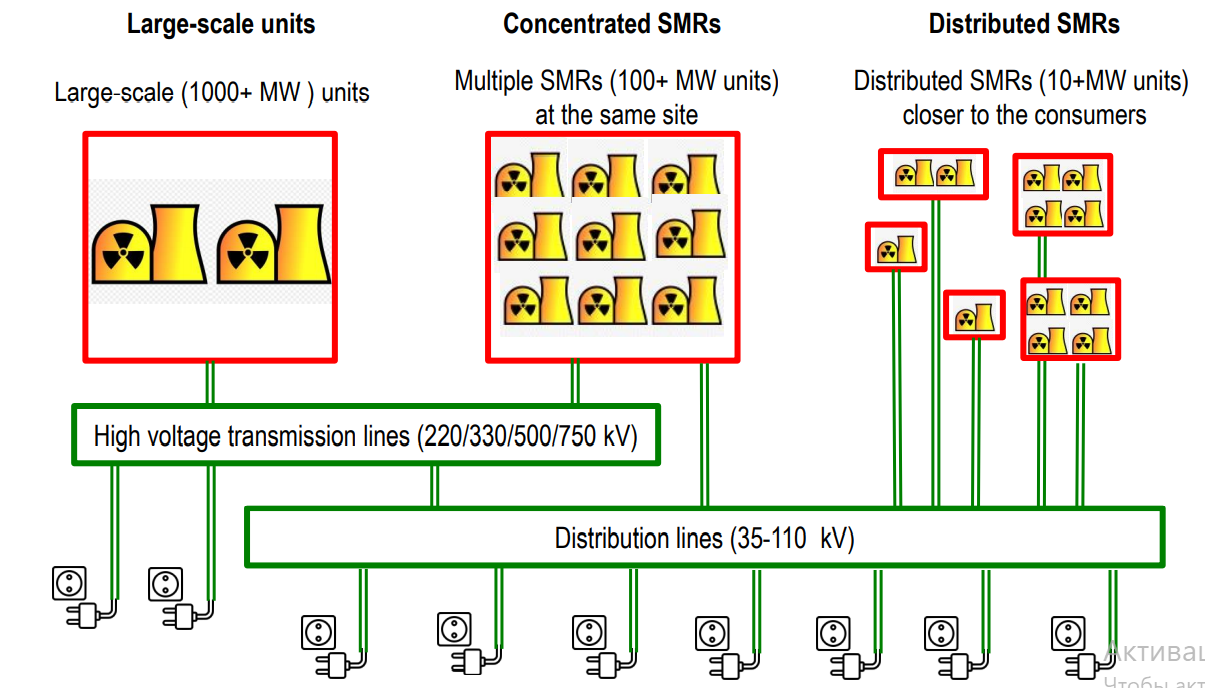 Large-scale units
Concentrated SMRs
Distributed SMRs
Large-scale (1000+ MW ) units
Multiple SMRs (100+ MW units)
at the same site
Distributed SMRs (10+MW units)
closer to the consumers
High voltage transmission lines (220/330/500/750 kV)
Distribution lines (35-110 kV)
Чтобы